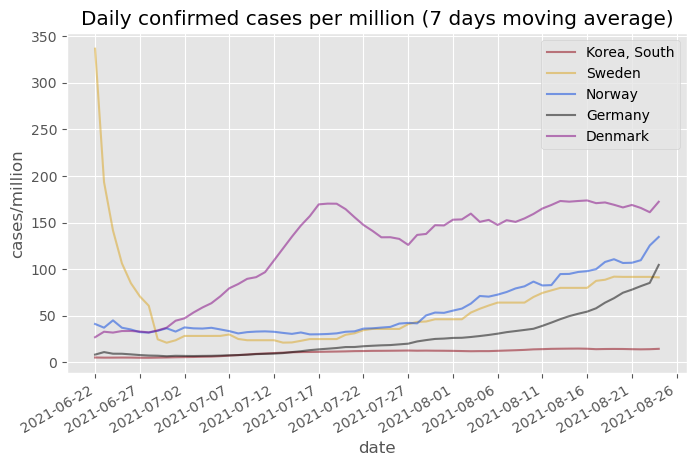 Daily confirmed cases per million (7 days moving average)
350
300
250
200
150
100
50
0
cases/million
Korea, South
Sweden
Norway
Germany
Denmark
2021-06-22
2021-06-27
2021-07-02
2021-07-07
2021-07-12
2021-07-17
2021-07-22
2021-07-27
2021-08-01
2021-08-06
2021-08-11
2021-08-16
2021-08-21
2021-08-26
date